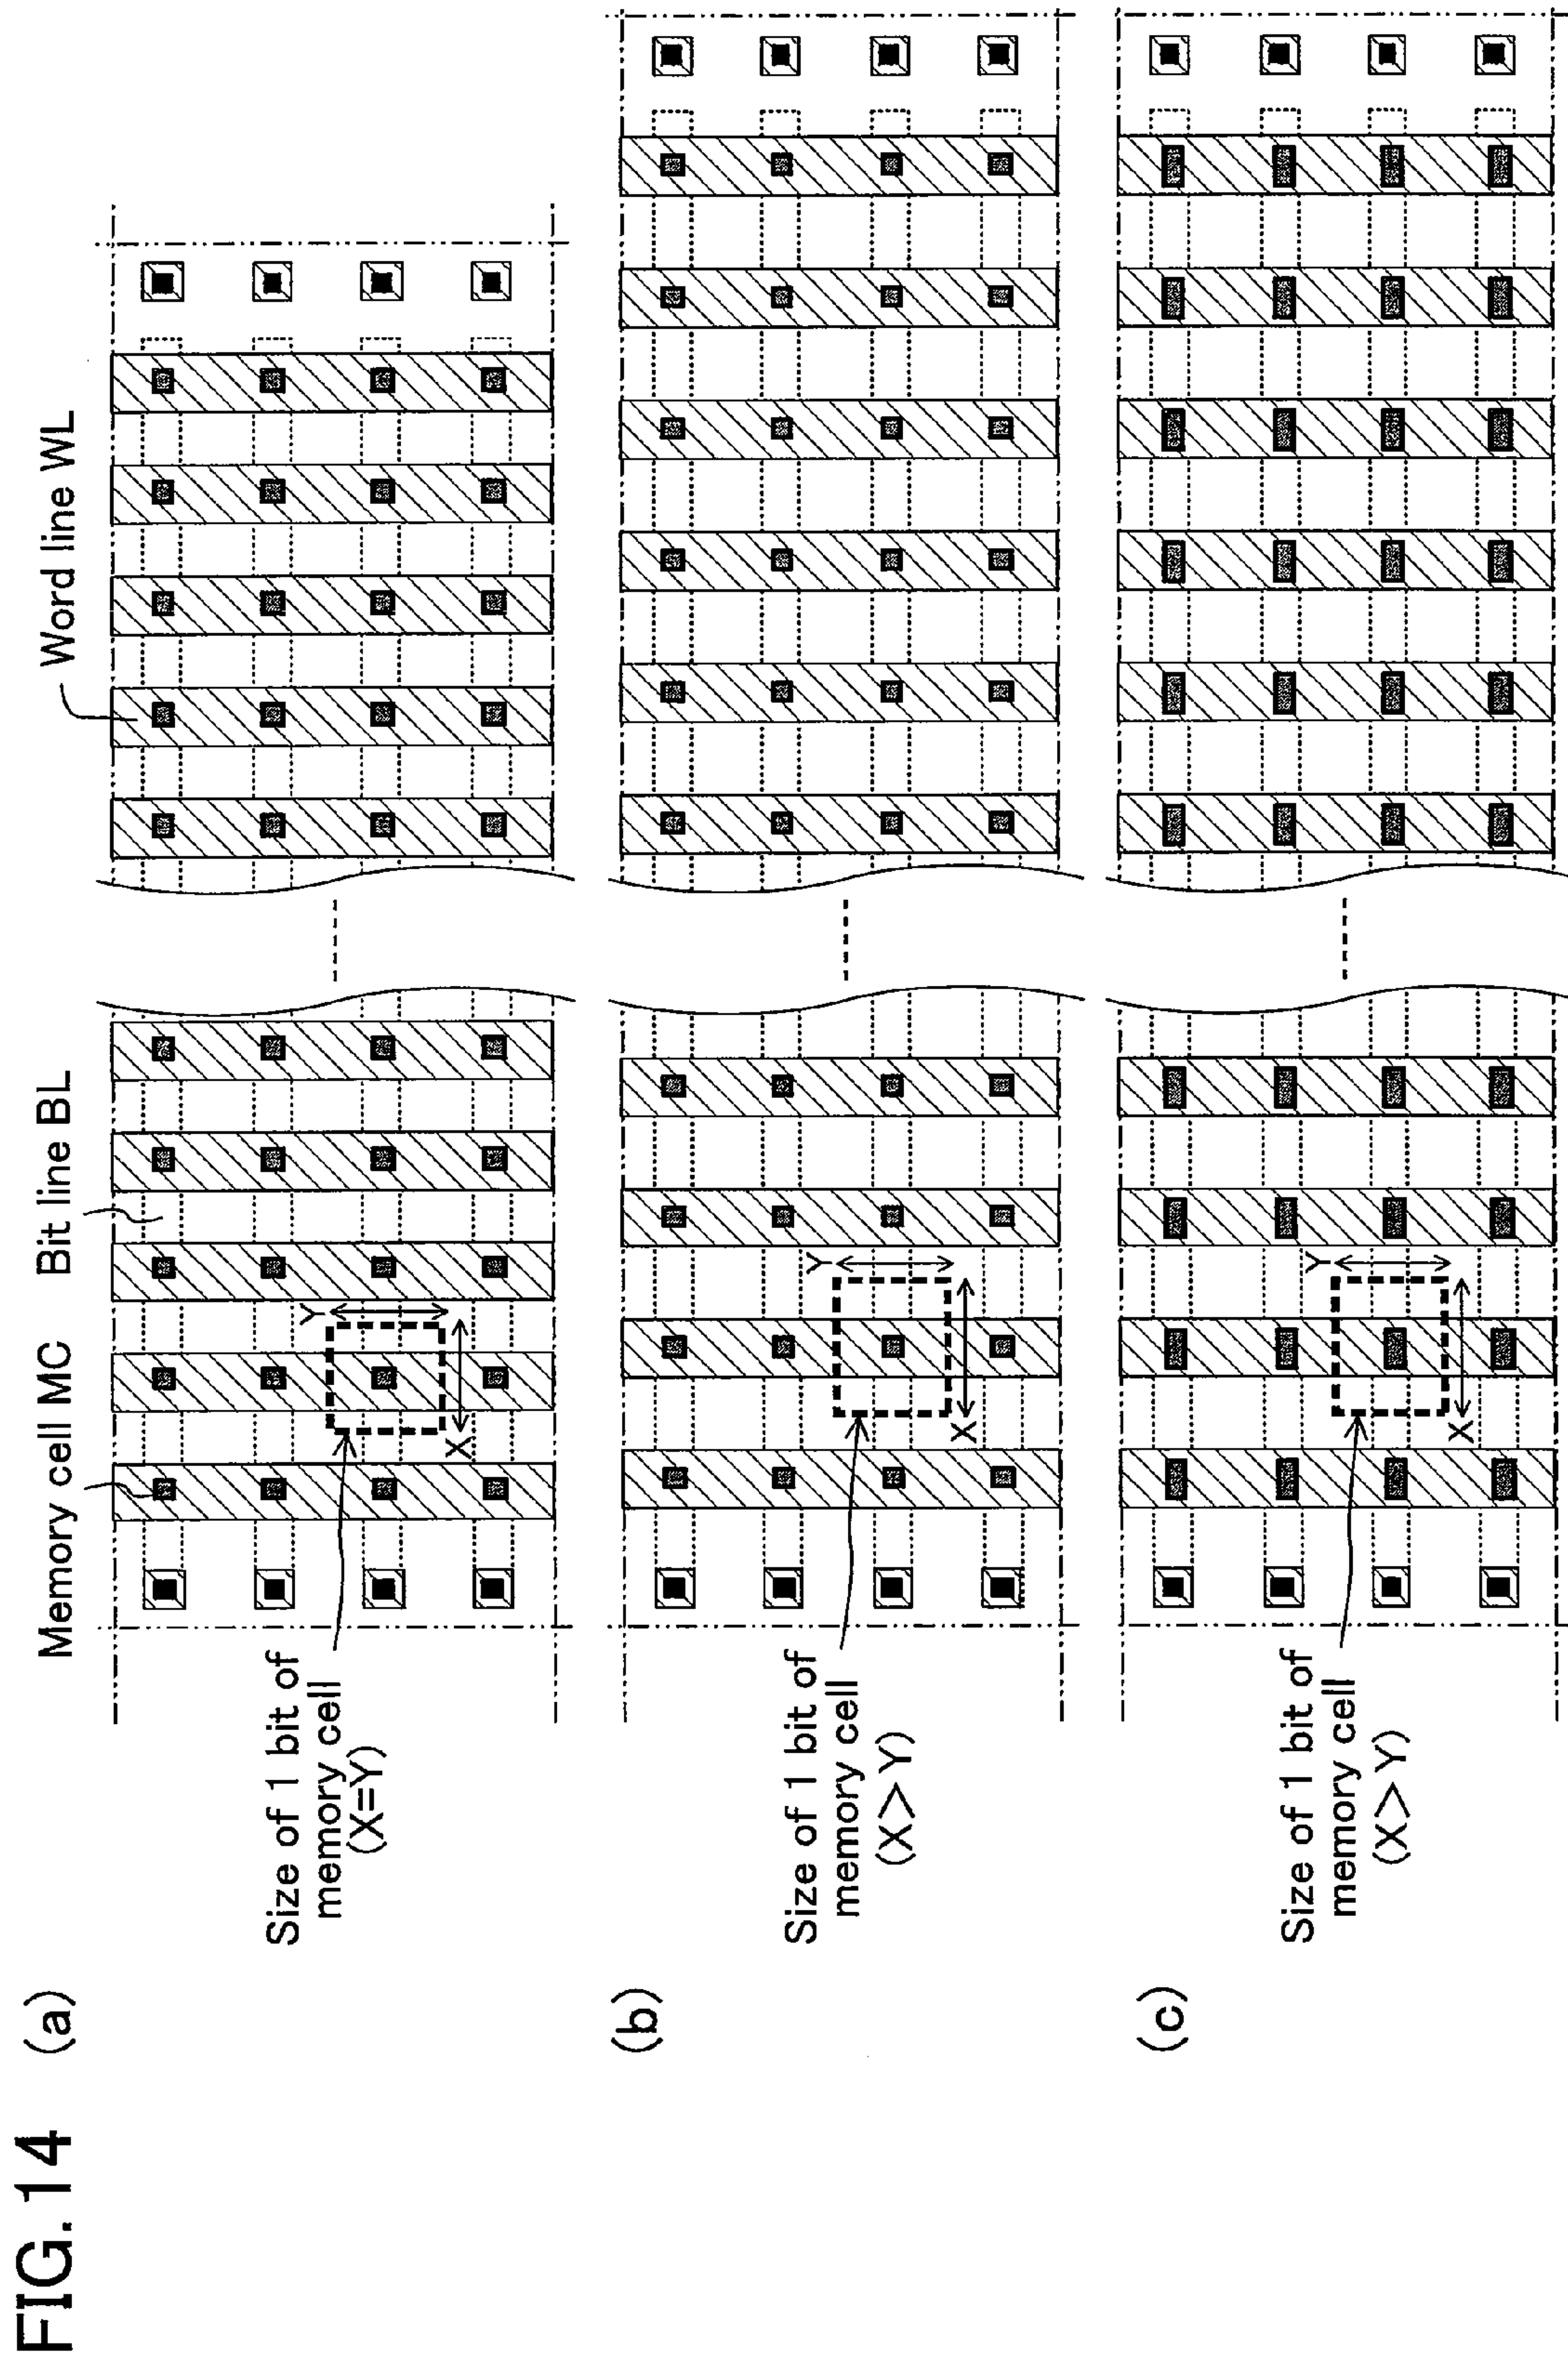 FIG. 14
(a)
Memory cell MC
Bit line BL
Word line WL
Y
X
Size of 1 bit of
memory cell
(X=Y)
(b)
Y
X
Size of 1 bit of
memory cell
(X>Y)
(c)
Y
X
Size of 1 bit of
memory cell
(X>Y)